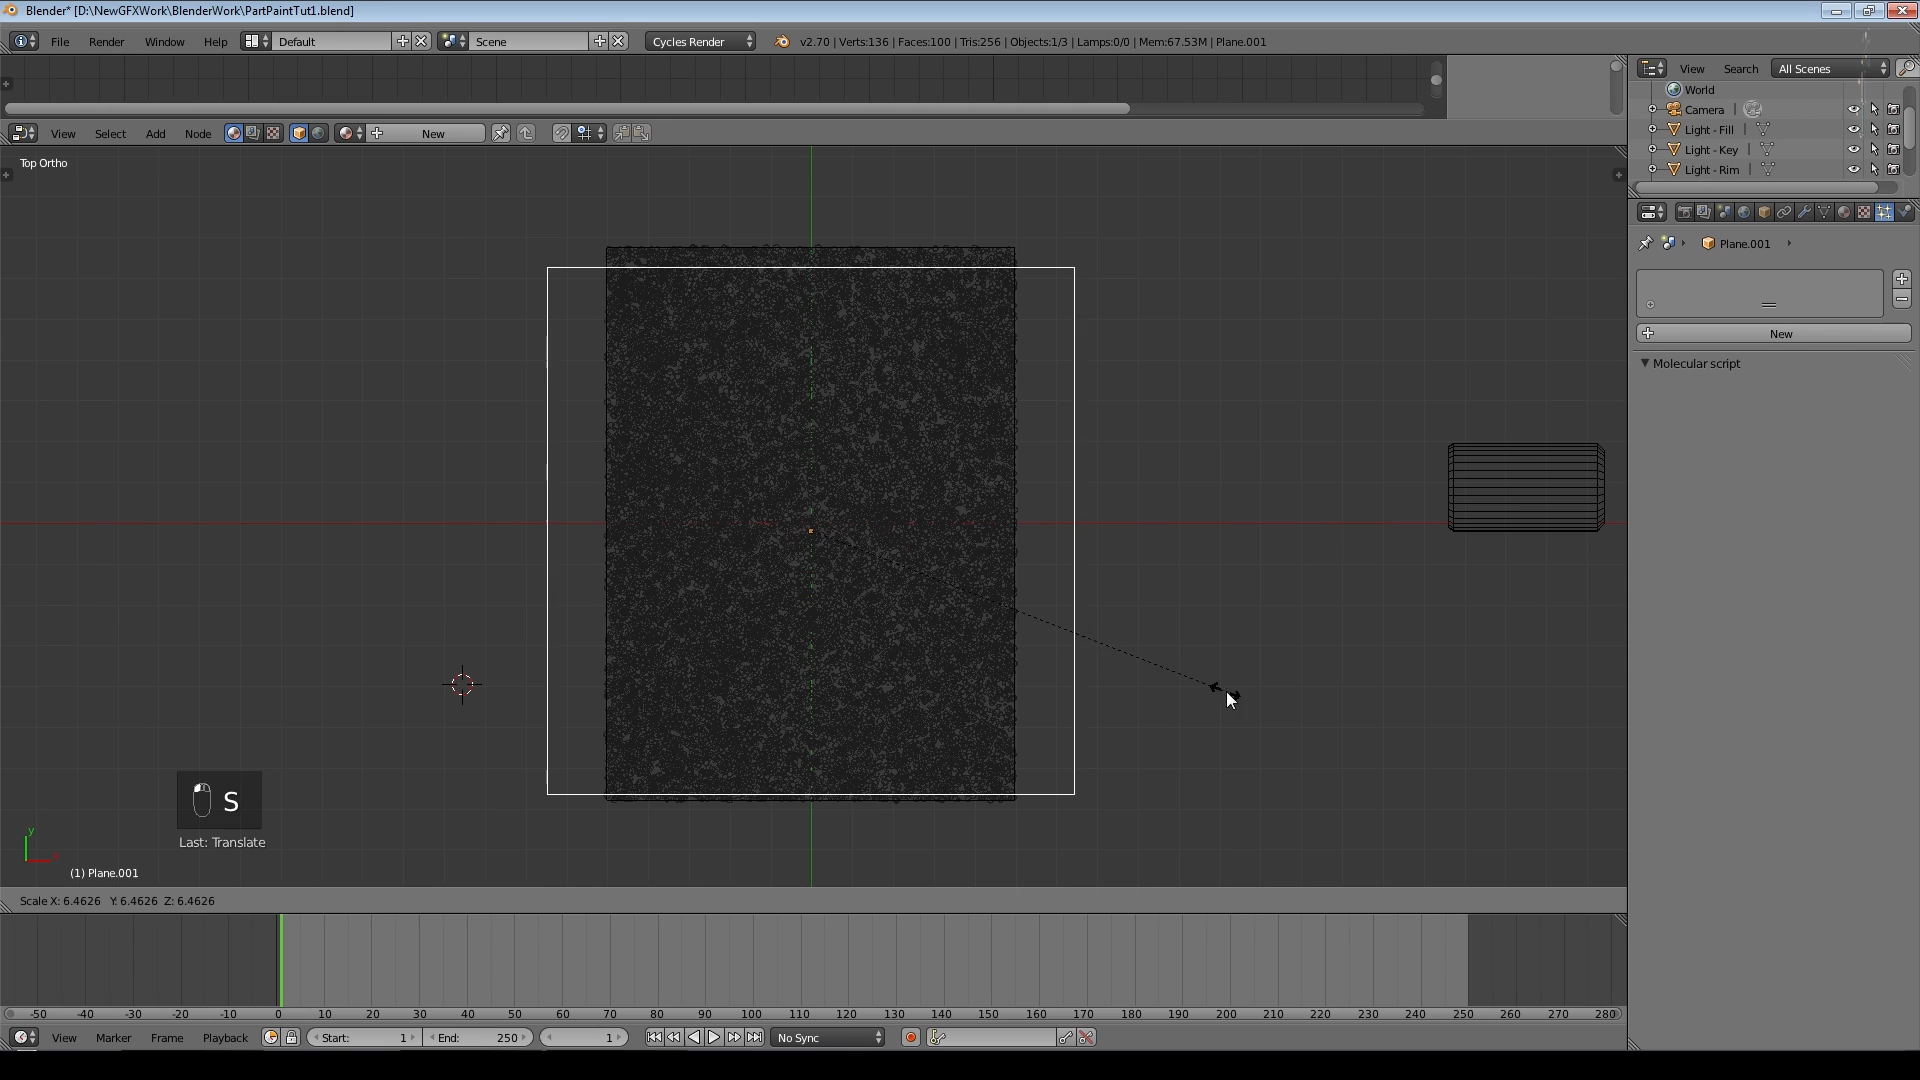 Blender* [D:\NewGFXWork\BlenderWork\PartPaintTut1.blend]
File Render Window Help Default Scene Cycles Render v2.70 | Verts:136 | Faces:100 | Tris:256 | Objects:1/3 | Lamps:0/0 | Mem:67.53M | Plane.001
View Search All Scenes
World
Camera
Light - Fill
Light - Key
Light - Rim
View Select Add Node New
Top Ortho
Plane.001
New
Molecular script
S
Last: Translate
y
x
(1) Plane.001
Scale X: 6.4626 Y: 6.4626 Z: 6.4626
-50 -40 -30 -20 -10 0 10 20 30 40 50 60 70 80 90 100 110 120 130 140 150 160 170 180 190 200 210 220 230 240 250 260 270 280
View Marker Frame Playback Start: 1 End: 250 1 No Sync